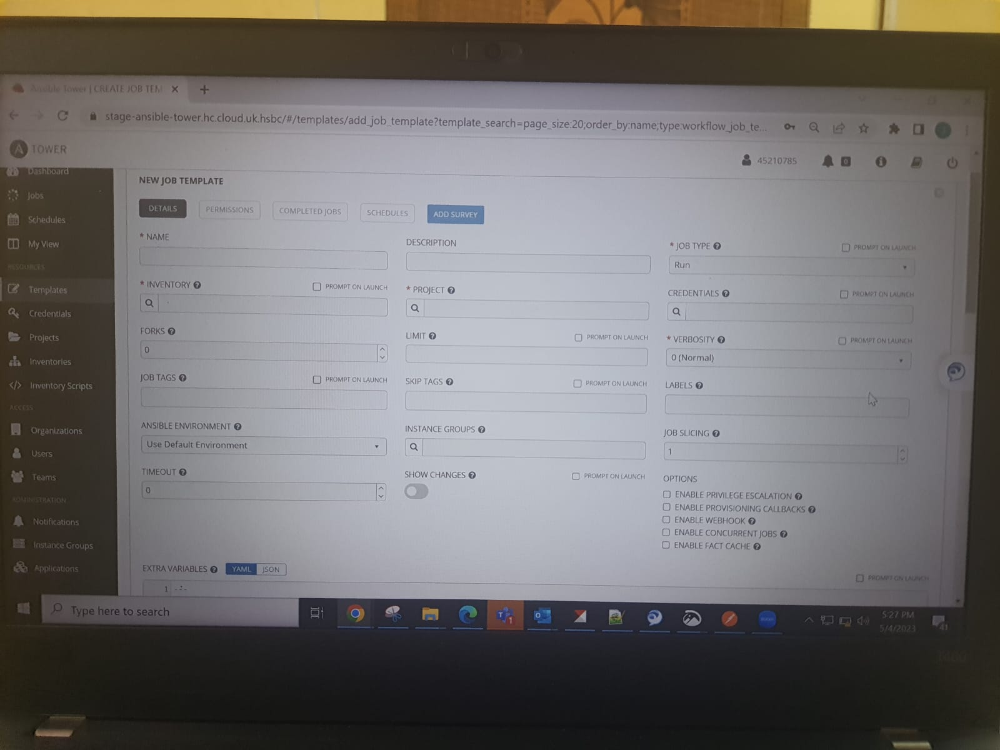 Ansible Tower | CREATE JOB TEM
stage-ansible-tower.hc.cloud.uk.hsbc/#/templates/add_job_template?template_search=page_size:20;order_by:name;type:workflow_job_te...
A TOWER
45210785
0
Dashboard
Jobs
Schedules
My View
RESOURCES
Templates
Credentials
Projects
Inventories
Inventory Scripts
ACCESS
Organizations
Users
Teams
ADMINISTRATION
Notifications
Instance Groups
Applications
NEW JOB TEMPLATE
DETAILS PERMISSIONS COMPLETED JOBS SCHEDULES ADD SURVEY
* NAME
DESCRIPTION
* JOB TYPE PROMPT ON LAUNCH
Run
* INVENTORY PROMPT ON LAUNCH
* PROJECT
CREDENTIALS PROMPT ON LAUNCH
FORKS
0
LIMIT PROMPT ON LAUNCH
* VERBOSITY PROMPT ON LAUNCH
0 (Normal)
JOB TAGS PROMPT ON LAUNCH
SKIP TAGS PROMPT ON LAUNCH
LABELS
ANSIBLE ENVIRONMENT
Use Default Environment
INSTANCE GROUPS
JOB SLICING
1
TIMEOUT
0
SHOW CHANGES PROMPT ON LAUNCH
OPTIONS
ENABLE PRIVILEGE ESCALATION
ENABLE PROVISIONING CALLBACKS
ENABLE WEBHOOK
ENABLE CONCURRENT JOBS
ENABLE FACT CACHE
EXTRA VARIABLES YAML JSON PROMPT ON LAUNCH
1 ---
Type here to search
5:27 PM
5/4/2023
41